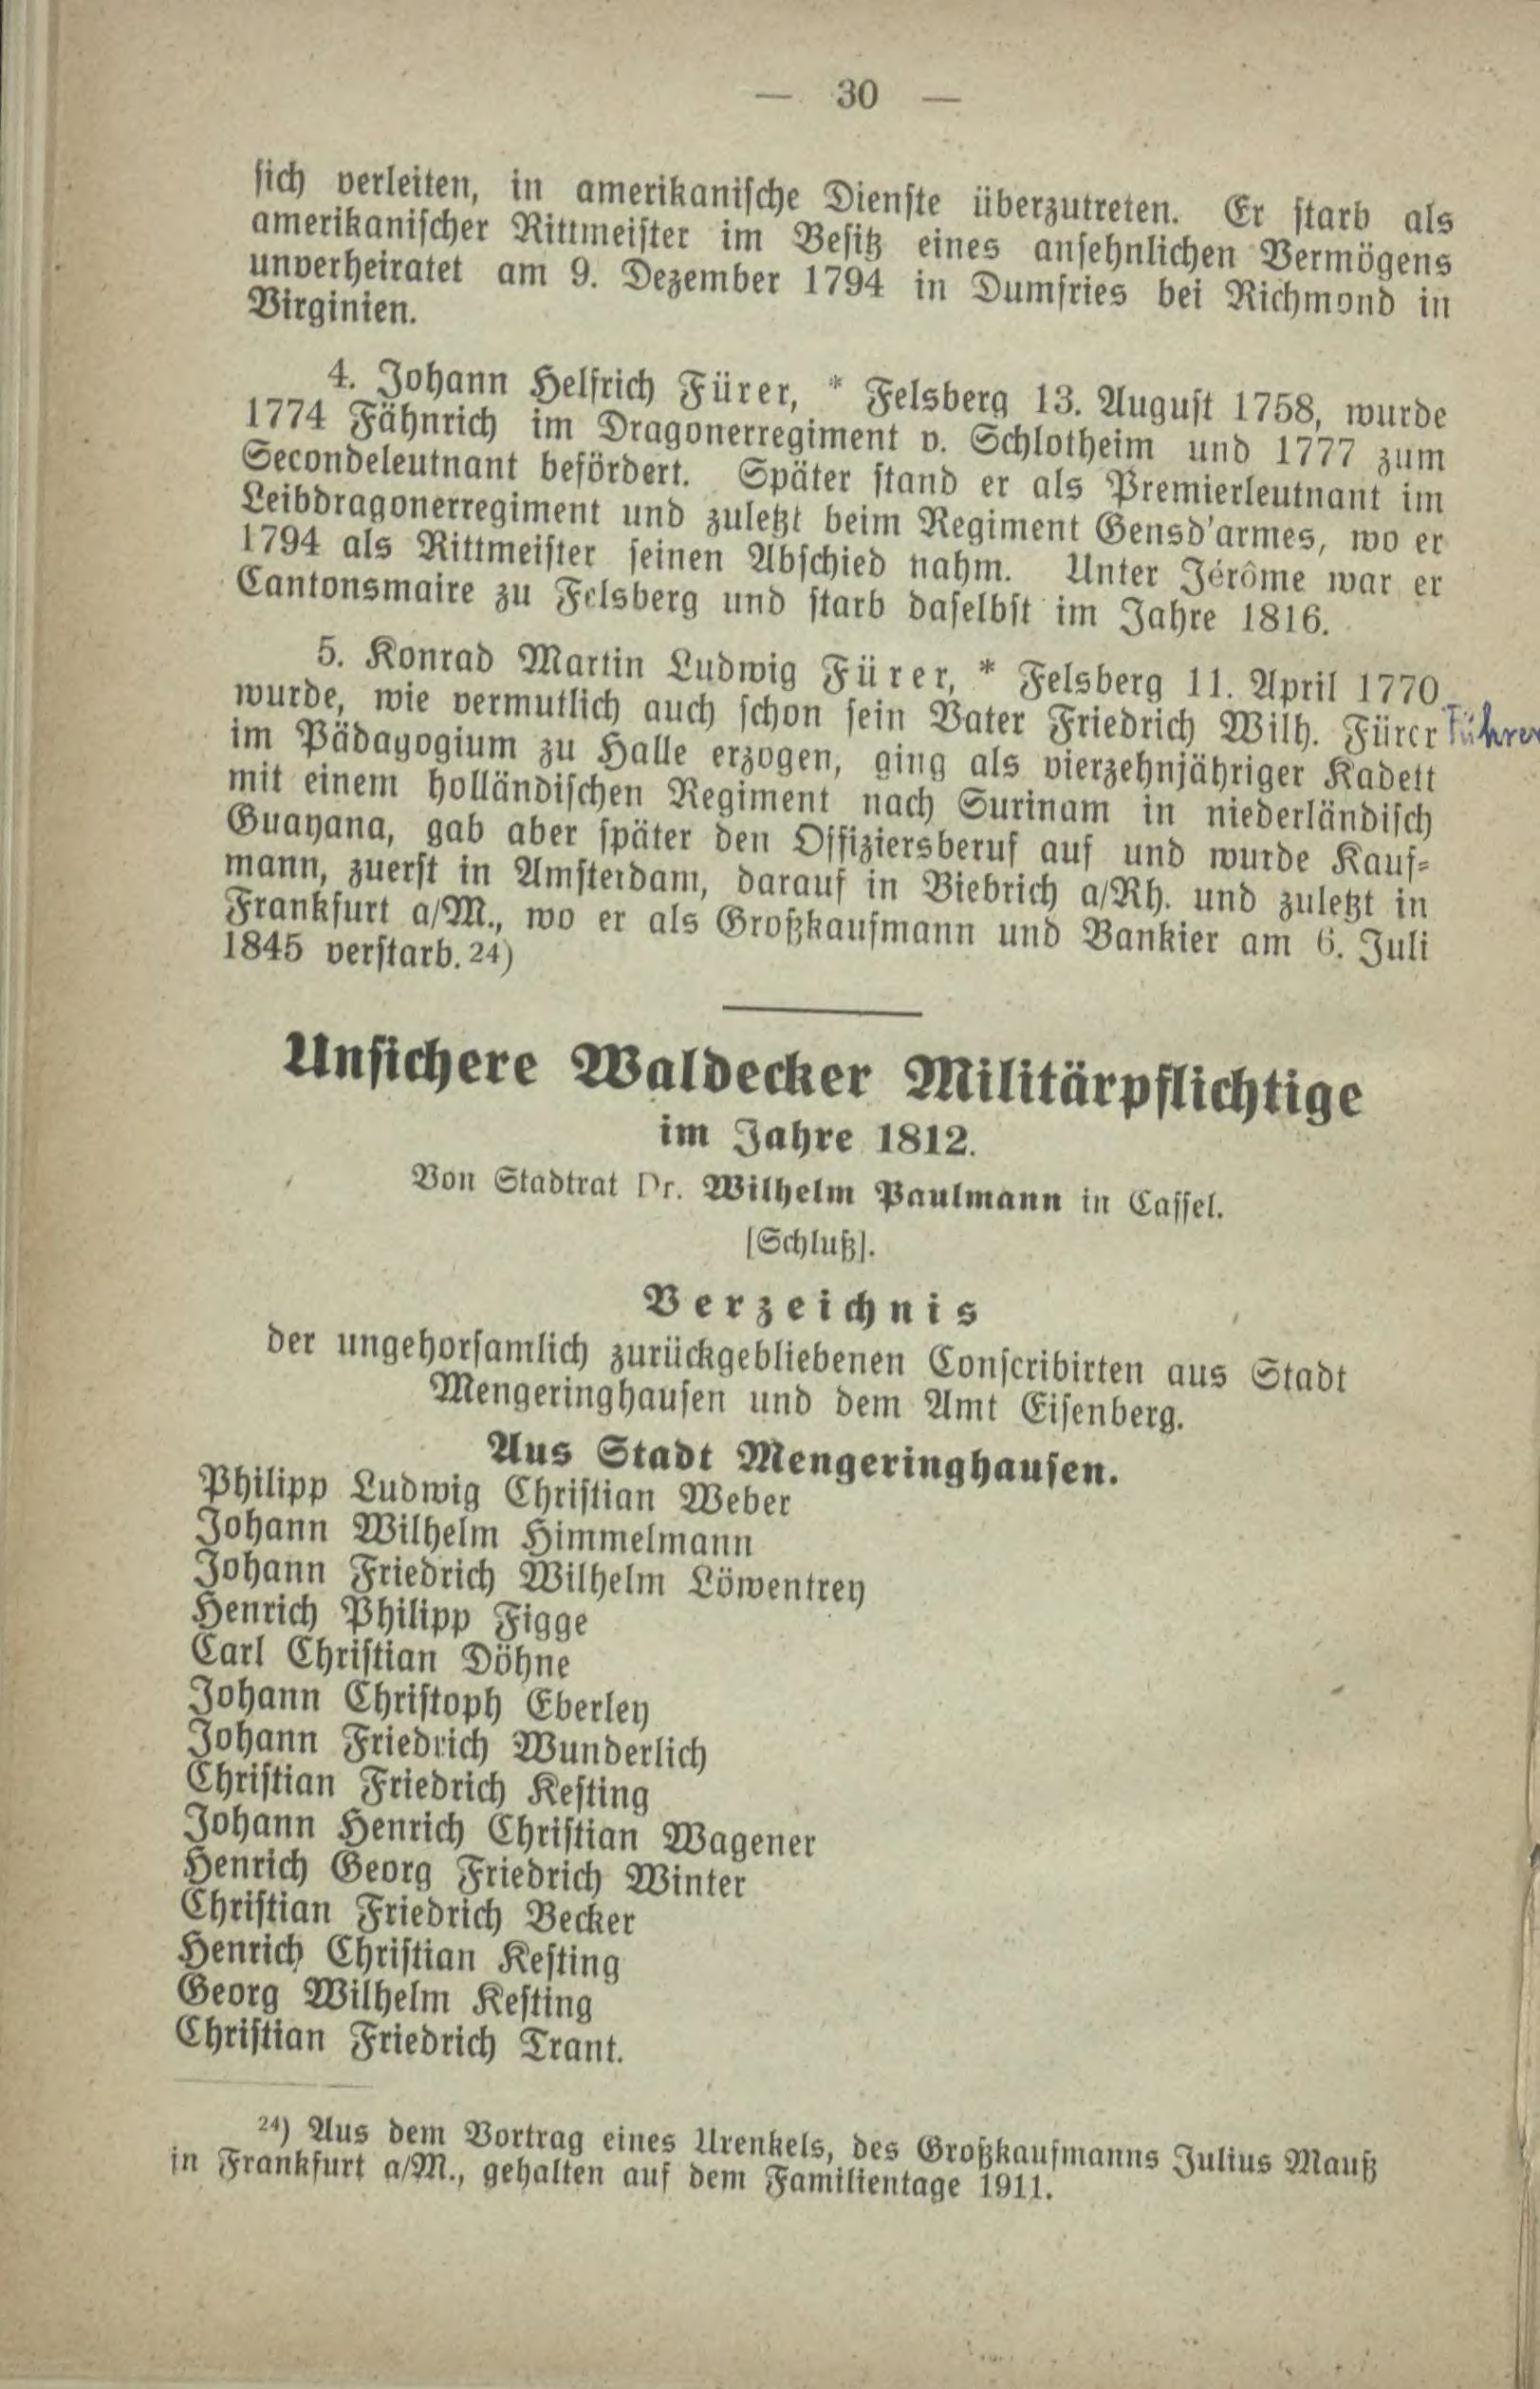 — 30 —
sich verleiten, in amerikanische Dienste überzutreten. Er starb als
amerikanischer Rittmeister im Besitz eines ansehnlichen Vermögens
unverheiratet am 9. Dezember 1794 in Dumfries bei Richmond in
Virginien.
4. Johann Helfrich Fürer, * Felsberg 13. August 1758, wurde
1774 Fähnrich im Dragonerregiment v. Schlotheim und 1777 zum
Secondeleutnant befördert. Später stand er als Premierleutnant im
Leibdragonerregiment und zuletzt beim Regiment Gensd'armes, wo er
1794 als Rittmeister seinen Abschied nahm. Unter Jérôme war er
Cantonsmaire zu Felsberg und starb daselbst im Jahre 1816.
5. Konrad Martin Ludwig Fürer, * Felsberg 11. April 1770,
wurde, wie vermutlich auch schon sein Vater Friedrich Wilh. Fürer Führer
im Pädagogium zu Halle erzogen, ging als vierzehnjähriger Kadett
mit einem holländischen Regiment nach Surinam in niederländisch
Guayana, gab aber später den Offiziersberuf auf und wurde Kauf-
mann, zuerst in Amsterdam, darauf in Biebrich a/Rh. und zuletzt in
Frankfurt a/M., wo er als Großkaufmann und Bankier am 6. Juli
1845 verstarb. 24)
Unsichere Waldecker Militärpflichtige
im Jahre 1812.
Von Stadtrat Dr. Wilhelm Paulmann in Cassel.
[Schluß].
Verzeichnis
der ungehorsamlich zurückgebliebenen Conscribirten aus Stadt
Mengeringhausen und dem Amt Eisenberg.
Aus Stadt Mengeringhausen.
Philipp Ludwig Christian Weber
Johann Wilhelm Himmelmann
Johann Friedrich Wilhelm Löwentrey
Henrich Philipp Figge
Carl Christian Döhne
Johann Christoph Eberley
Johann Friedrich Wunderlich
Christian Friedrich Kesting
Johann Henrich Christian Wagener
Henrich Georg Friedrich Winter
Christian Friedrich Becker
Henrich Christian Kesting
Georg Wilhelm Kesting
Christian Friedrich Trant.
24) Aus dem Vortrag eines Urenkels, des Großkaufmanns Julius Mauß
in Frankfurt a/M., gehalten auf dem Familientage 1911.